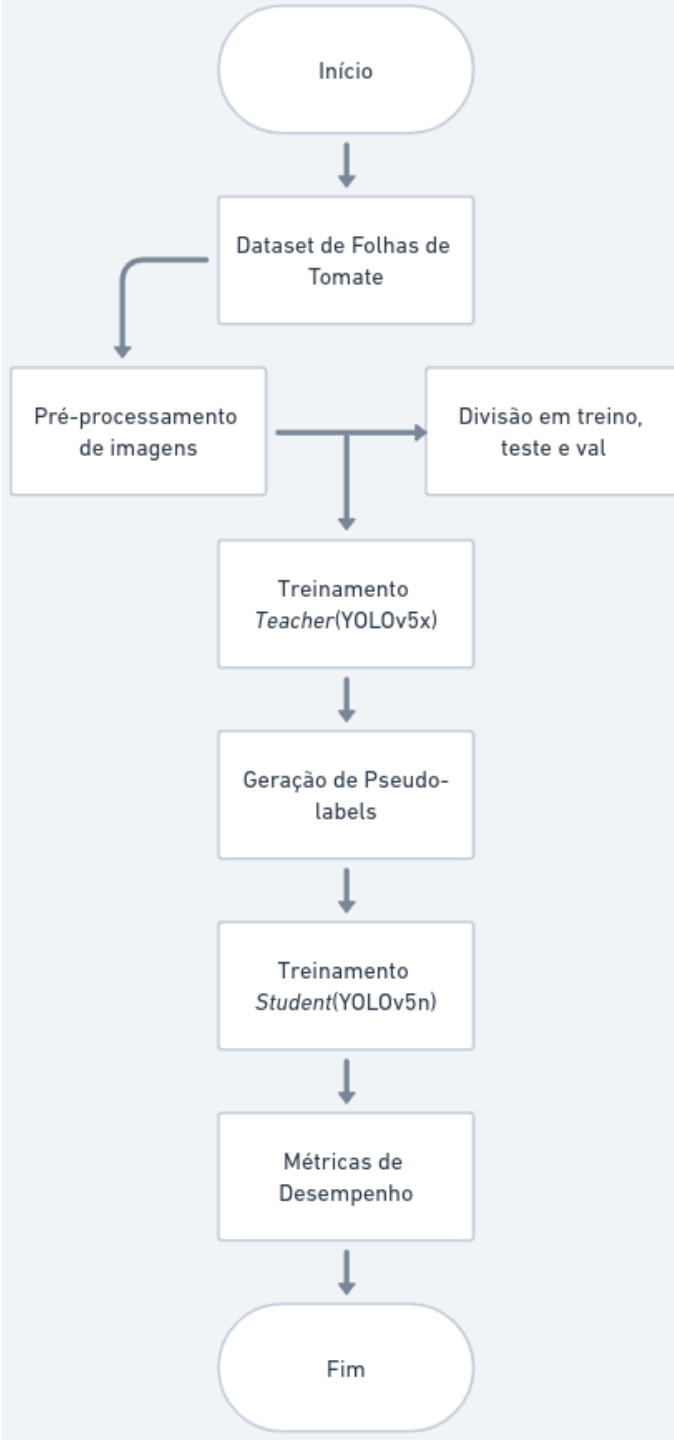 Início
Dataset de Folhas de
Tomate
Pré-processamento
de imagens
Divisão em treino,
teste e val
Treinamento
Teacher(YOLOv5x)
Geração de Pseudo-
labels
Treinamento
Student(YOLOv5n)
Métricas de
Desempenho
Fim